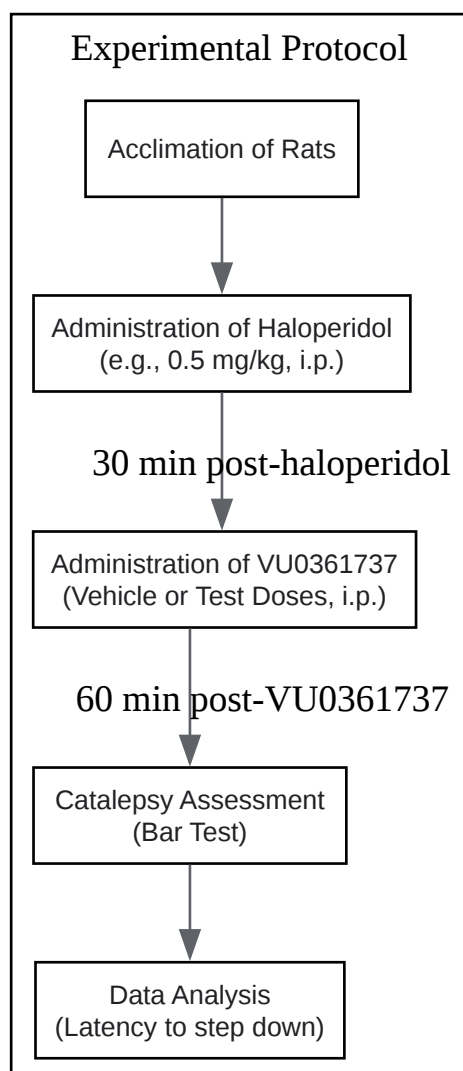 Experimental Protocol
Acclimation of Rats
Administration of Haloperidol
(e.g., 0.5 mg/kg, i.p.)
30 min post-haloperidol
Administration of VU0361737
(Vehicle or Test Doses, i.p.)
60 min post-VU0361737
Catalepsy Assessment
(Bar Test)
Data Analysis
(Latency to step down)